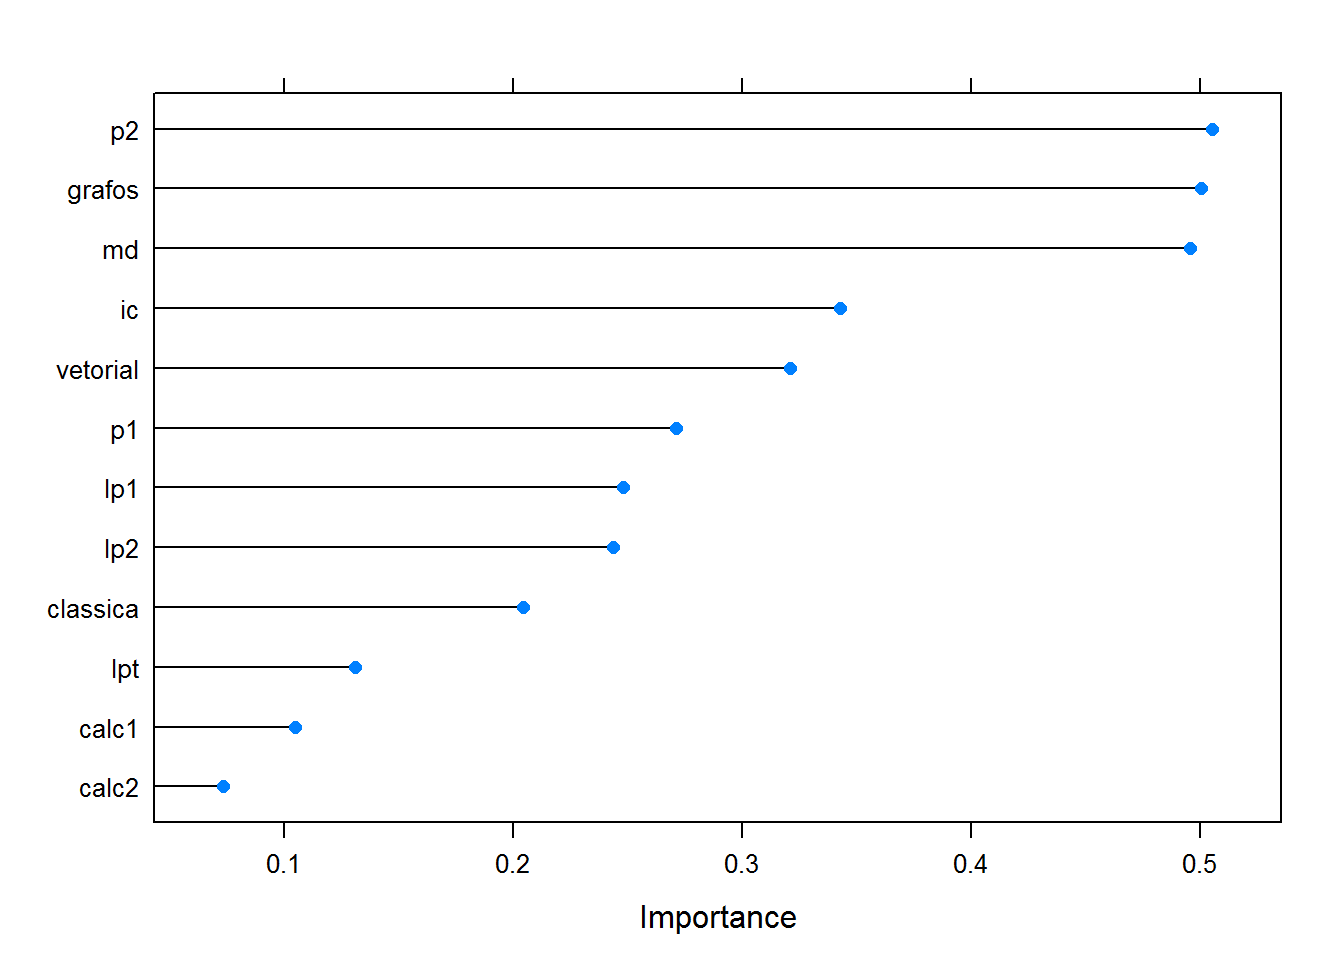 p2
grafos
md
ic
vetorial
p1
lp1
lp2
classica
lpt
calc1
calc2
0.1 0.2 0.3 0.4 0.5
Importance